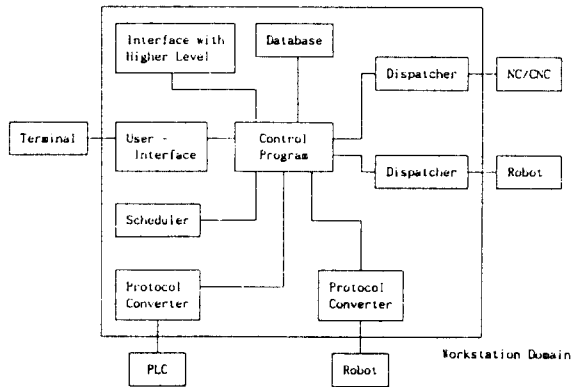 Interface with
Higher Level
Database
Dispatcher
NC/CNC
Terminal
User -
Interface
Control
Program
Dispatcher
Robot
Scheduler
Protocol
Converter
Protocol
Converter
Workstation Domain
PLC
Robot